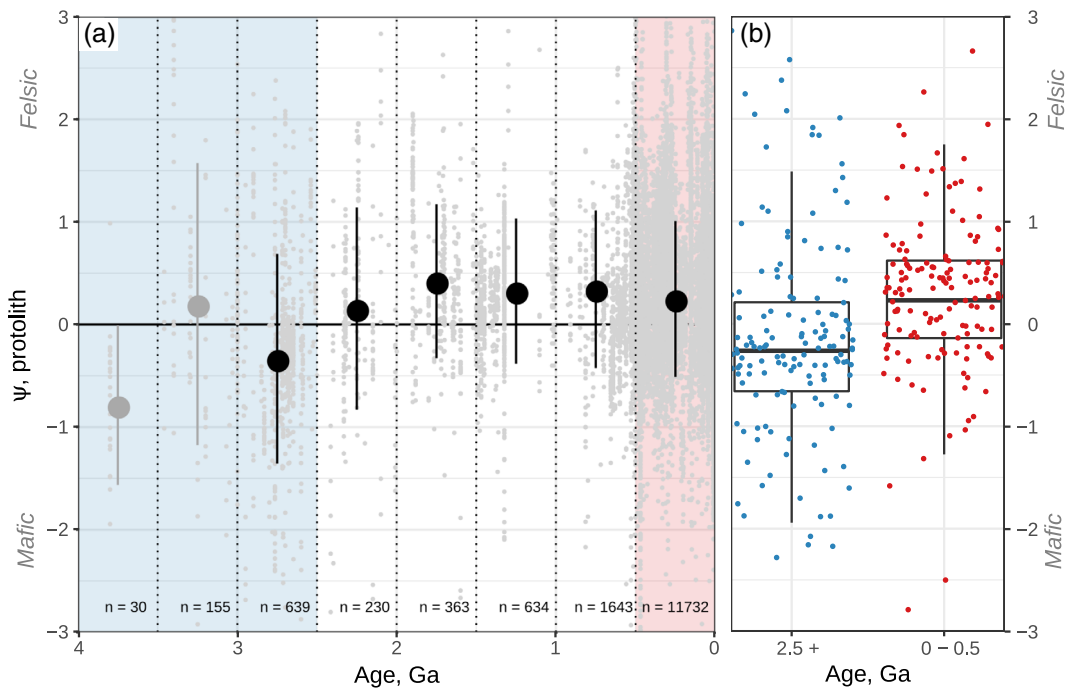 (a)
(b)
3
2
1
0
−1
−2
−3
Ψ, protolith
Felsic
Mafic
n = 30
n = 155
n = 639
n = 230
n = 363
n = 634
n = 1643
n = 11732
4
3
2
1
0
Age, Ga
3
2
1
0
−1
−2
−3
Felsic
Mafic
2.5 +
0 − 0.5
Age, Ga